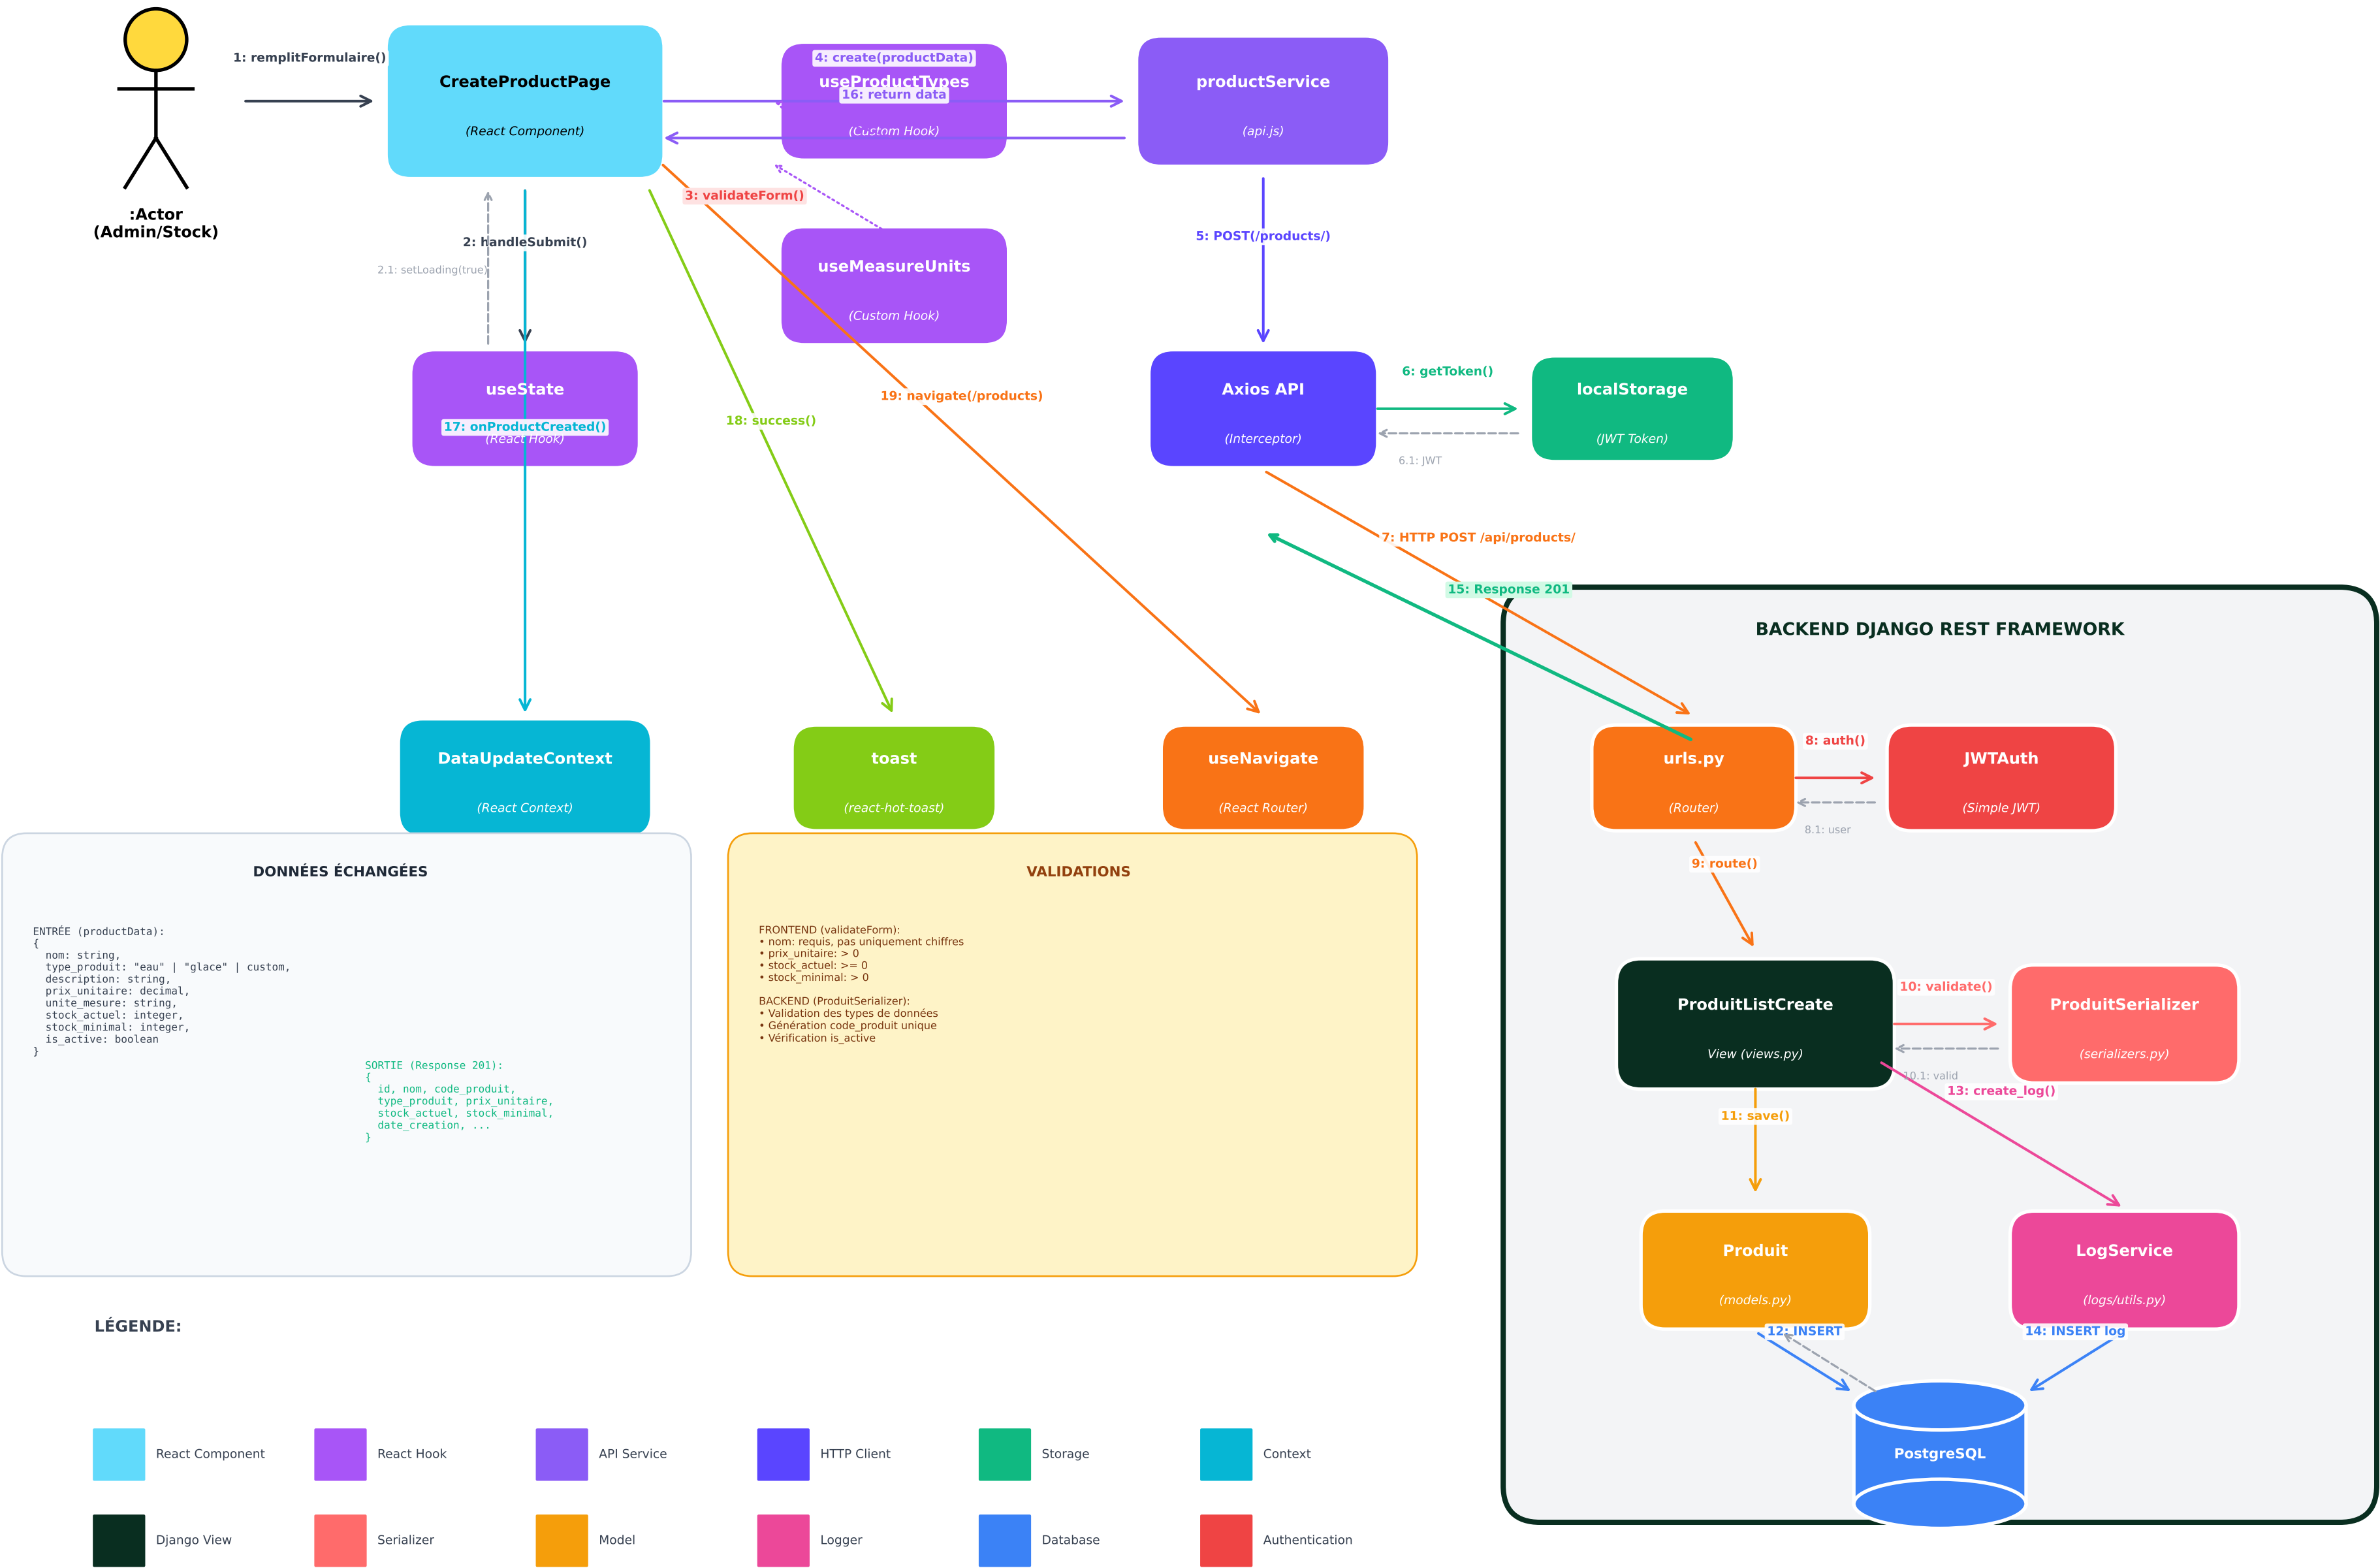 1: remplitFormulaire()
:Actor
(Admin/Stock)
CreateProductPage
(React Component)
4: create(productData)
useProductTypes
16: return data
(Custom Hook)
productService
(api.js)
3: validateForm()
2: handleSubmit()
2.1: setLoading(true)
useMeasureUnits
(Custom Hook)
5: POST(/products/)
useState
17: onProductCreated()
(React Hook)
18: success()
19: navigate(/products)
Axios API
(Interceptor)
6: getToken()
6.1: JWT
localStorage
(JWT Token)
7: HTTP POST /api/products/
15: Response 201
BACKEND DJANGO REST FRAMEWORK
DataUpdateContext
(React Context)
toast
(react-hot-toast)
useNavigate
(React Router)
urls.py
(Router)
8: auth()
8.1: user
JWTAuth
(Simple JWT)
9: route()
DONNÉES ÉCHANGÉES
ENTRÉE (productData):
{
nom: string,
type_produit: "eau" | "glace" | custom,
description: string,
prix_unitaire: decimal,
unite_mesure: string,
stock_actuel: integer,
stock_minimal: integer,
is_active: boolean
}
SORTIE (Response 201):
{
id, nom, code_produit,
type_produit, prix_unitaire,
stock_actuel, stock_minimal,
date_creation, ...
}
VALIDATIONS
FRONTEND (validateForm):
• nom: requis, pas uniquement chiffres
• prix_unitaire: > 0
• stock_actuel: >= 0
• stock_minimal: > 0
BACKEND (ProduitSerializer):
• Validation des types de données
• Génération code_produit unique
• Vérification is_active
ProduitListCreate
View (views.py)
10: validate()
10.1: valid
ProduitSerializer
(serializers.py)
13: create_log()
11: save()
Produit
(models.py)
LogService
(logs/utils.py)
12: INSERT
14: INSERT log
PostgreSQL
LÉGENDE:
React Component
React Hook
API Service
HTTP Client
Storage
Context
Django View
Serializer
Model
Logger
Database
Authentication